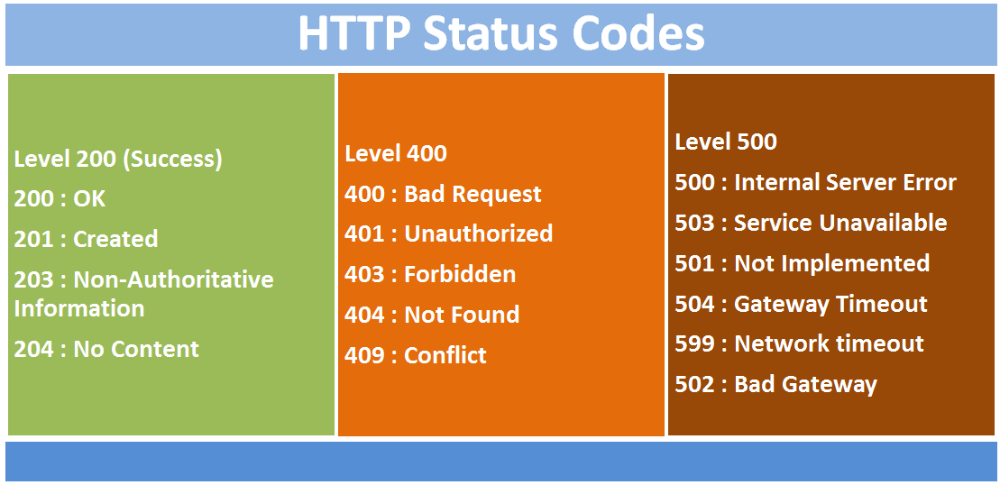 HTTP Status Codes
Level 200 (Success)
200 : OK
201 : Created
203 : Non-Authoritative
Information
204 : No Content
Level 400
400 : Bad Request
401 : Unauthorized
403 : Forbidden
404 : Not Found
409 : Conflict
Level 500
500 : Internal Server Error
503 : Service Unavailable
501 : Not Implemented
504 : Gateway Timeout
599 : Network timeout
502 : Bad Gateway